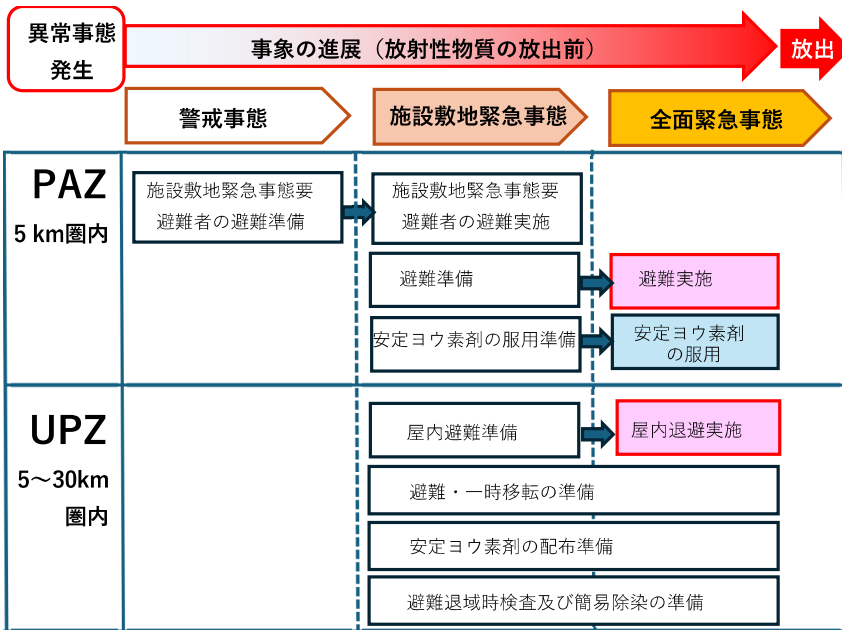 異常事態
発生
事象の進展（放射性物質の放出前）
放出
警戒事態
施設敷地緊急事態
全面緊急事態
PAZ
5 km圏内
施設敷地緊急事態要
避難者の避難準備
施設敷地緊急事態要
避難者の避難実施
避難準備
避難実施
安定ヨウ素剤の服用準備
安定ヨウ素剤
の服用
UPZ
5～30km
圏内
屋内避難準備
屋内退避実施
避難・一時移転の準備
安定ヨウ素剤の配布準備
避難退域時検査及び簡易除染の準備